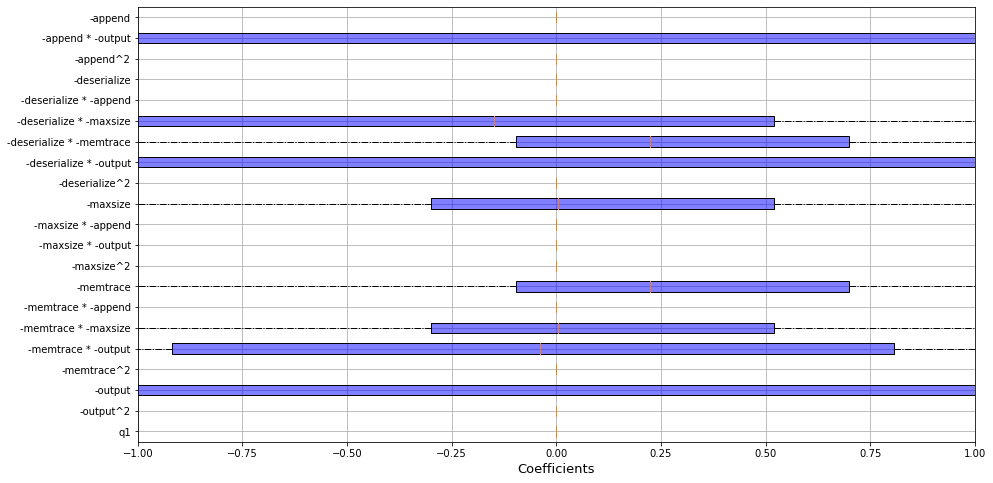 -append
-append * -output
-append^2
-deserialize
-deserialize * -append
-deserialize * -maxsize
-deserialize * -memtrace
-deserialize * -output
-deserialize^2
-maxsize
-maxsize * -append
-maxsize * -output
-maxsize^2
-memtrace
-memtrace * -append
-memtrace * -maxsize
-memtrace * -output
-memtrace^2
-output
-output^2
q1
−1.00 −0.75 −0.50 −0.25 0.00 0.25 0.50 0.75 1.00
Coefficients